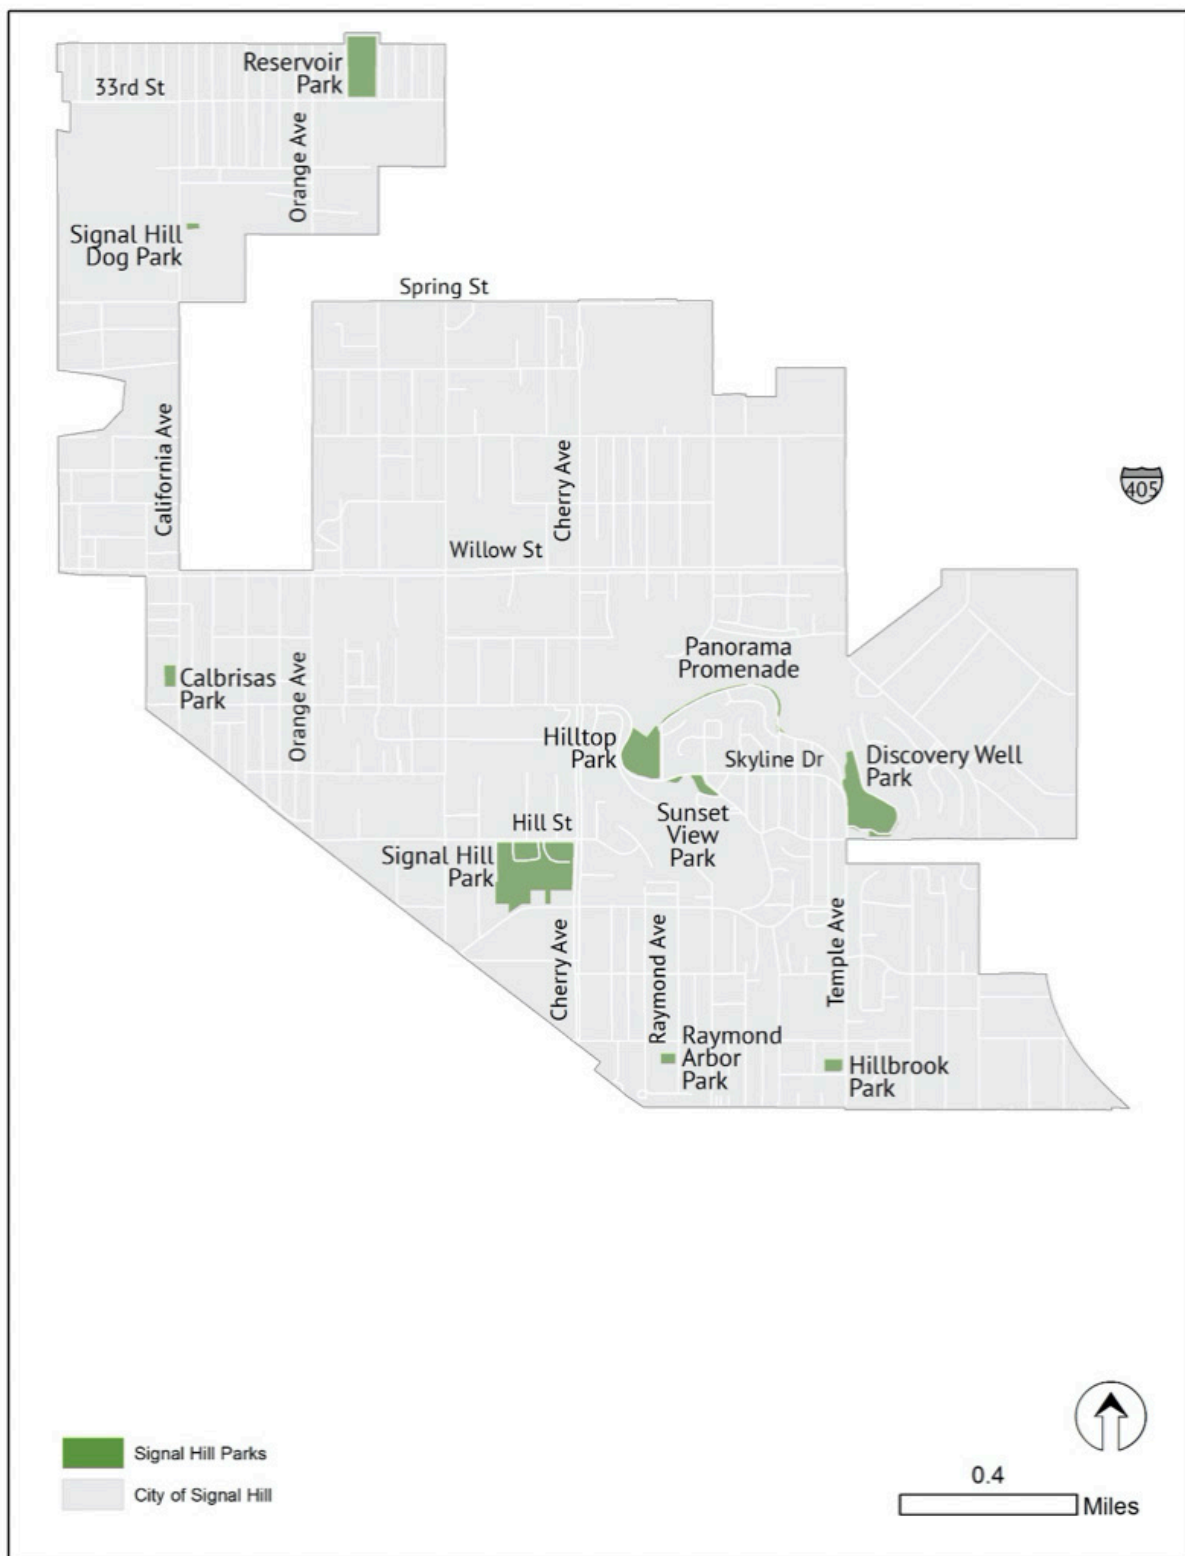 Reservoir
Park
33rd St
Orange Ave
Signal Hill
Dog Park
Spring St
California Ave
Cherry Ave
405
Willow St
Panorama
Promenade
Calbrisas
Park
Orange Ave
Hilltop
Park
Skyline Dr
Discovery Well
Park
Sunset
View
Park
Hill St
Signal Hill
Park
Cherry Ave
Raymond Ave
Temple Ave
Raymond
Arbor
Park
Hillbrook
Park
Signal Hill Parks
City of Signal Hill
0.4
Miles